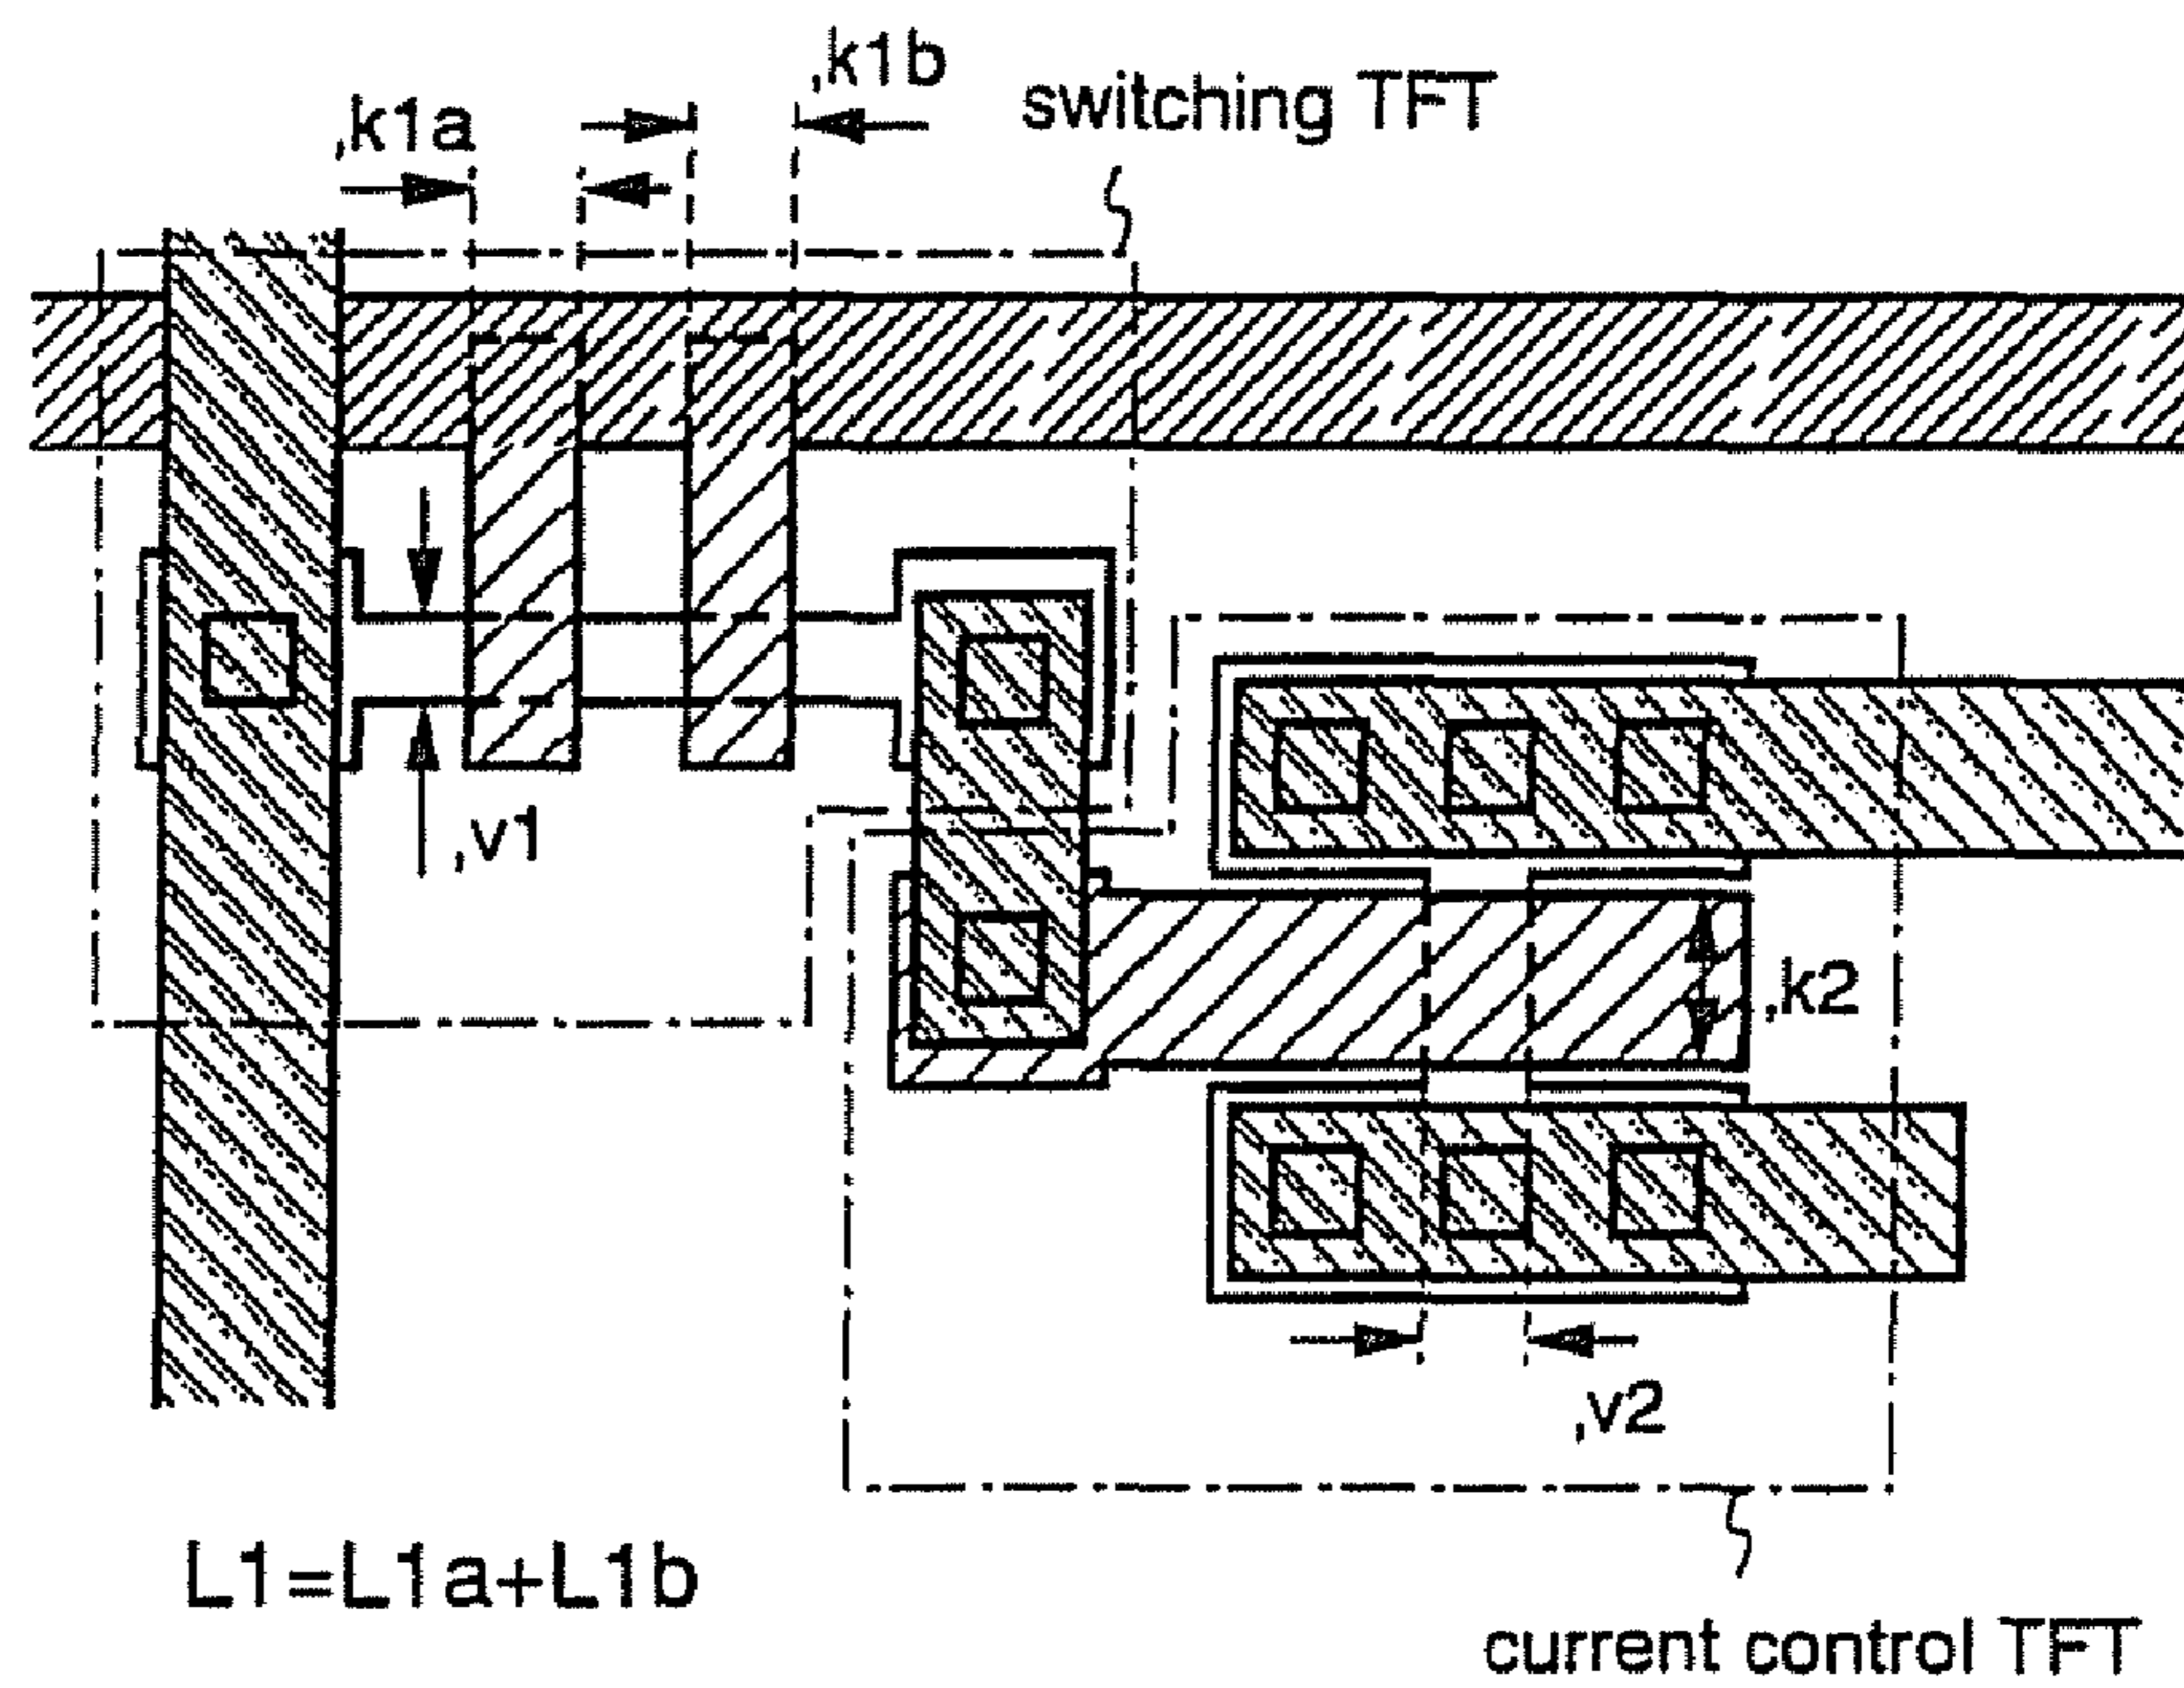 ,k1b
,k1a
switching TFT
,v1
,k2
,v2
L1=L1a+L1b
current control TFT